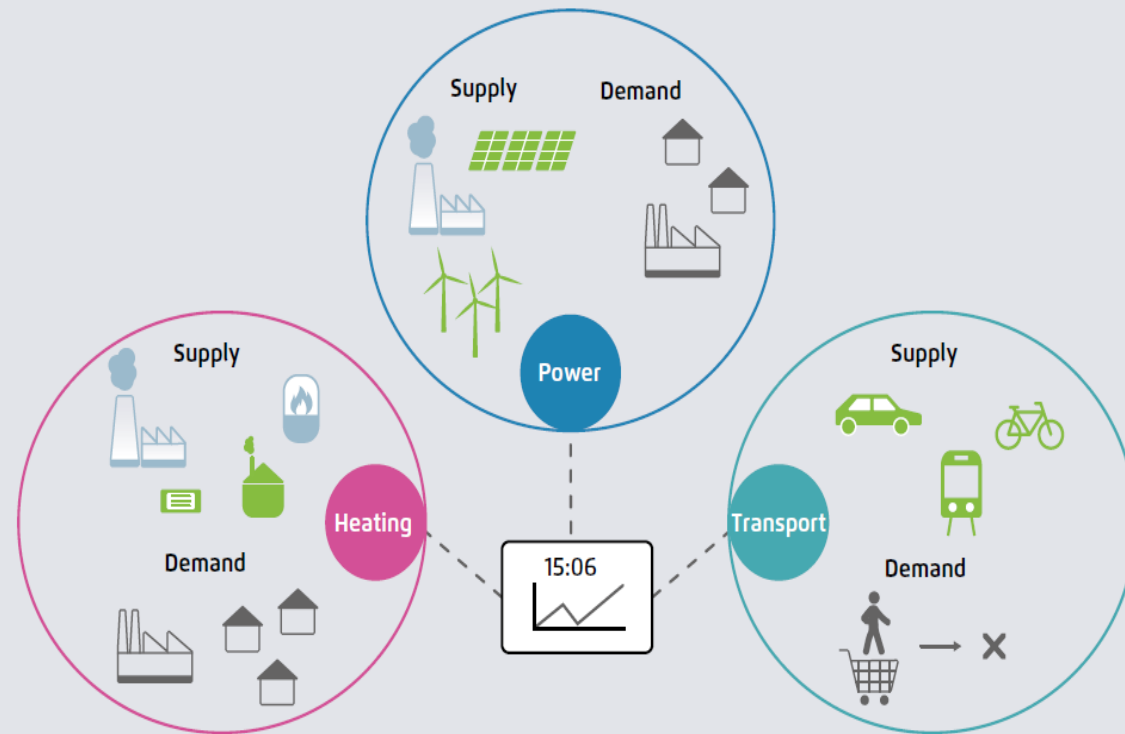 Supply
Demand
Power
Supply
Heating
Demand
15:06
Supply
Transport
Demand